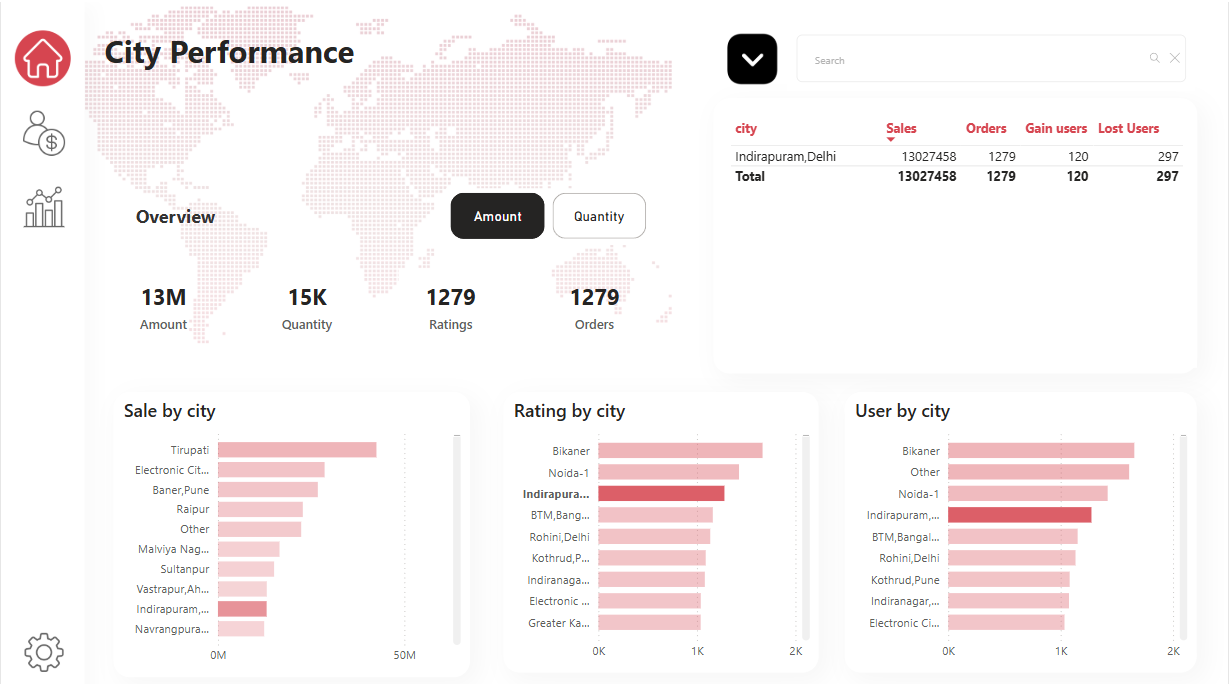 City Performance
Search
city Sales Orders Gain users Lost Users
Indirapuram,Delhi 13027458 1279 120 297
Total 13027458 1279 120 297
Overview
Amount Quantity
13M 15K 1279 1279
Amount Quantity Ratings Orders
Sale by city
Tirupati
Electronic Cit...
Baner,Pune
Raipur
Other
Malviya Nag...
Sultanpur
Vastrapur,Ah...
Indirapuram,...
Navrangpura...
0M 50M
Rating by city
Bikaner
Noida-1
Indirapura...
BTM,Bang...
Rohini,Delhi
Kothrud,P...
Indiranaga...
Electronic ...
Greater Ka...
0K 1K 2K
User by city
Bikaner
Other
Noida-1
Indirapuram,...
BTM,Bangal...
Rohini,Delhi
Kothrud,Pune
Indiranagar,...
Electronic Ci...
0K 1K 2K